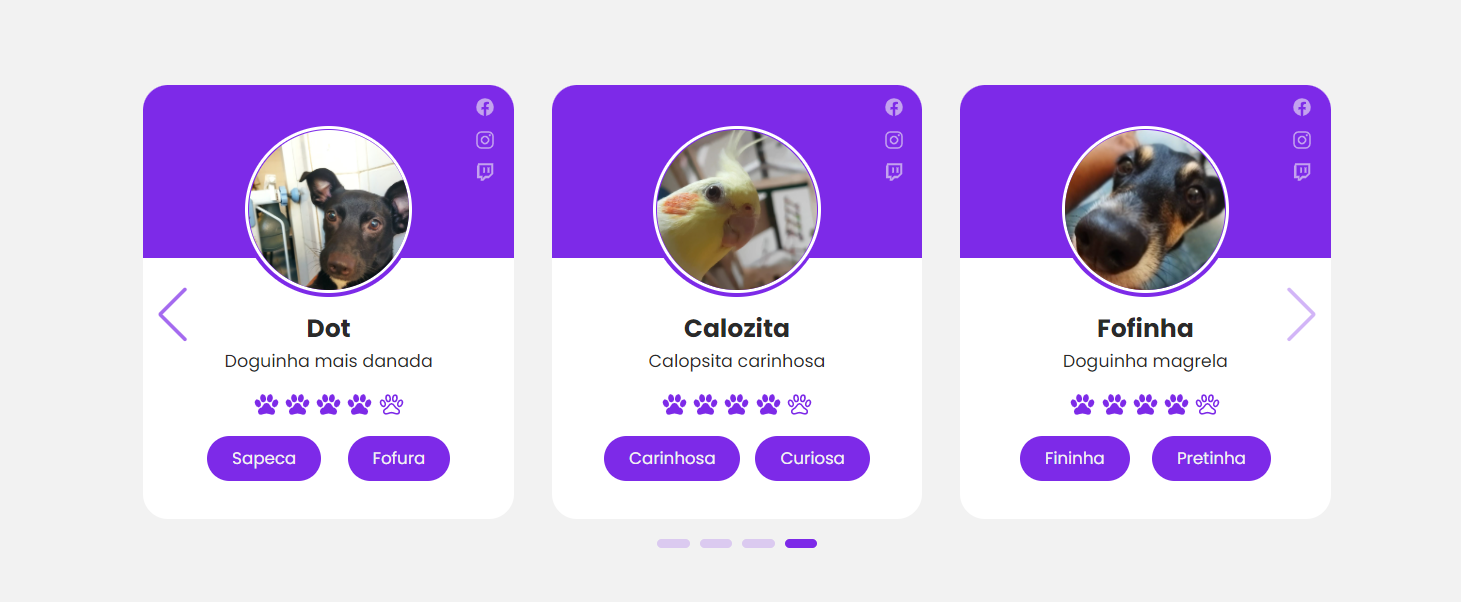 Dot
Doguinha mais danada
Sapeca
Fofura
Calozita
Calopsita carinhosa
Carinhosa
Curiosa
Fofinha
Doguinha magrela
Fininha
Pretinha